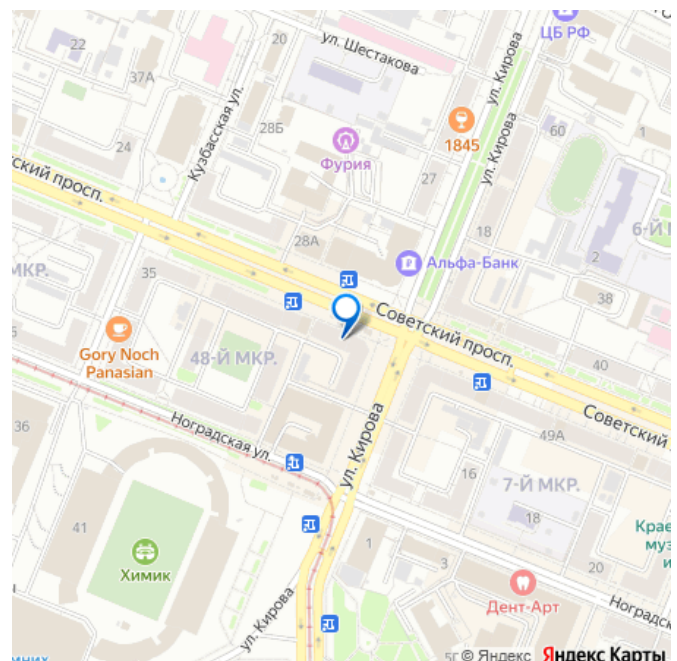 22
20
ул. Шестакова
ЦБ РФ
37А
ул. Кирова
24
Кузбасская ул.
28Б
Фурия
1845
60
1
ул. Кирова
27
ский просп.
18
28А
6-Й
2
МКР.
35
Альфа-Банк
38
Советский просп.
Gory Noch
Panasian
48-Й МКР.
40
Советский
36
Ноградская ул.
ул. Кирова
49А
16
7-Й МКР.
41
18
Крае
муз
и
Химик
1
3
20
Дент-Арт
Ноградск
ул. Кирова
5Г
© Яндекс Яндекс Карты